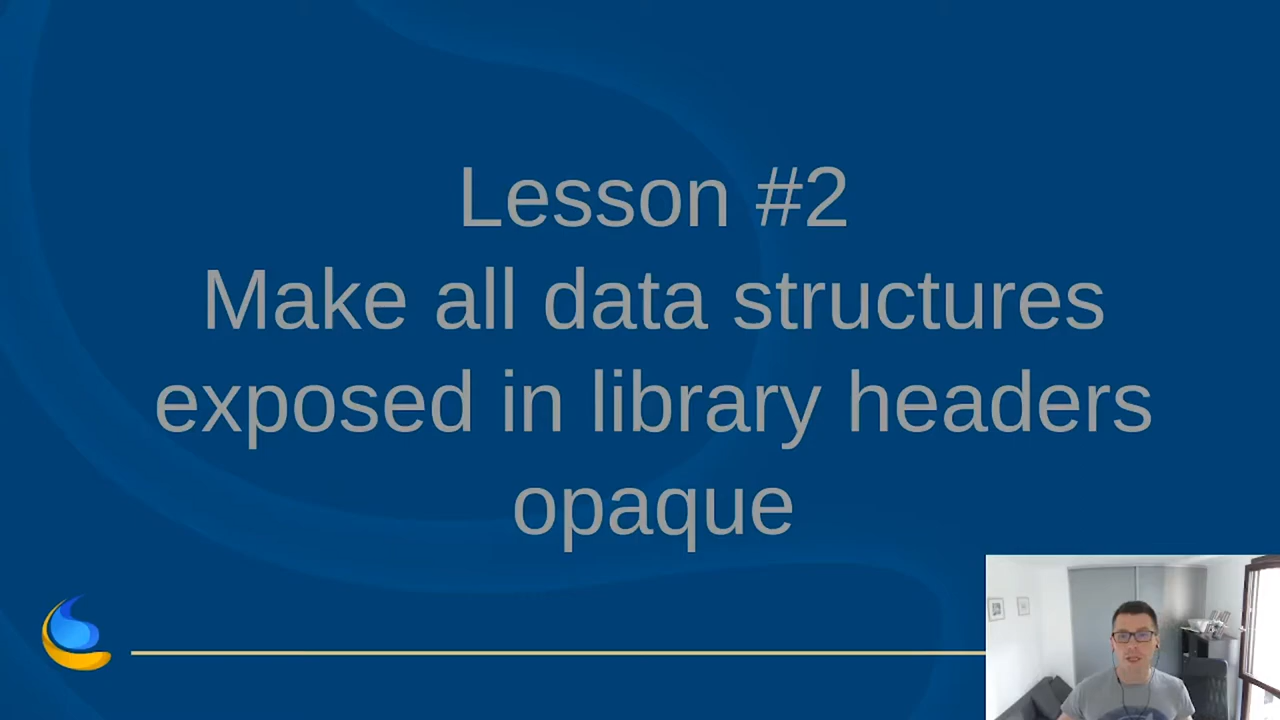 Lesson #2
Make all data structures
exposed in library headers
opaque